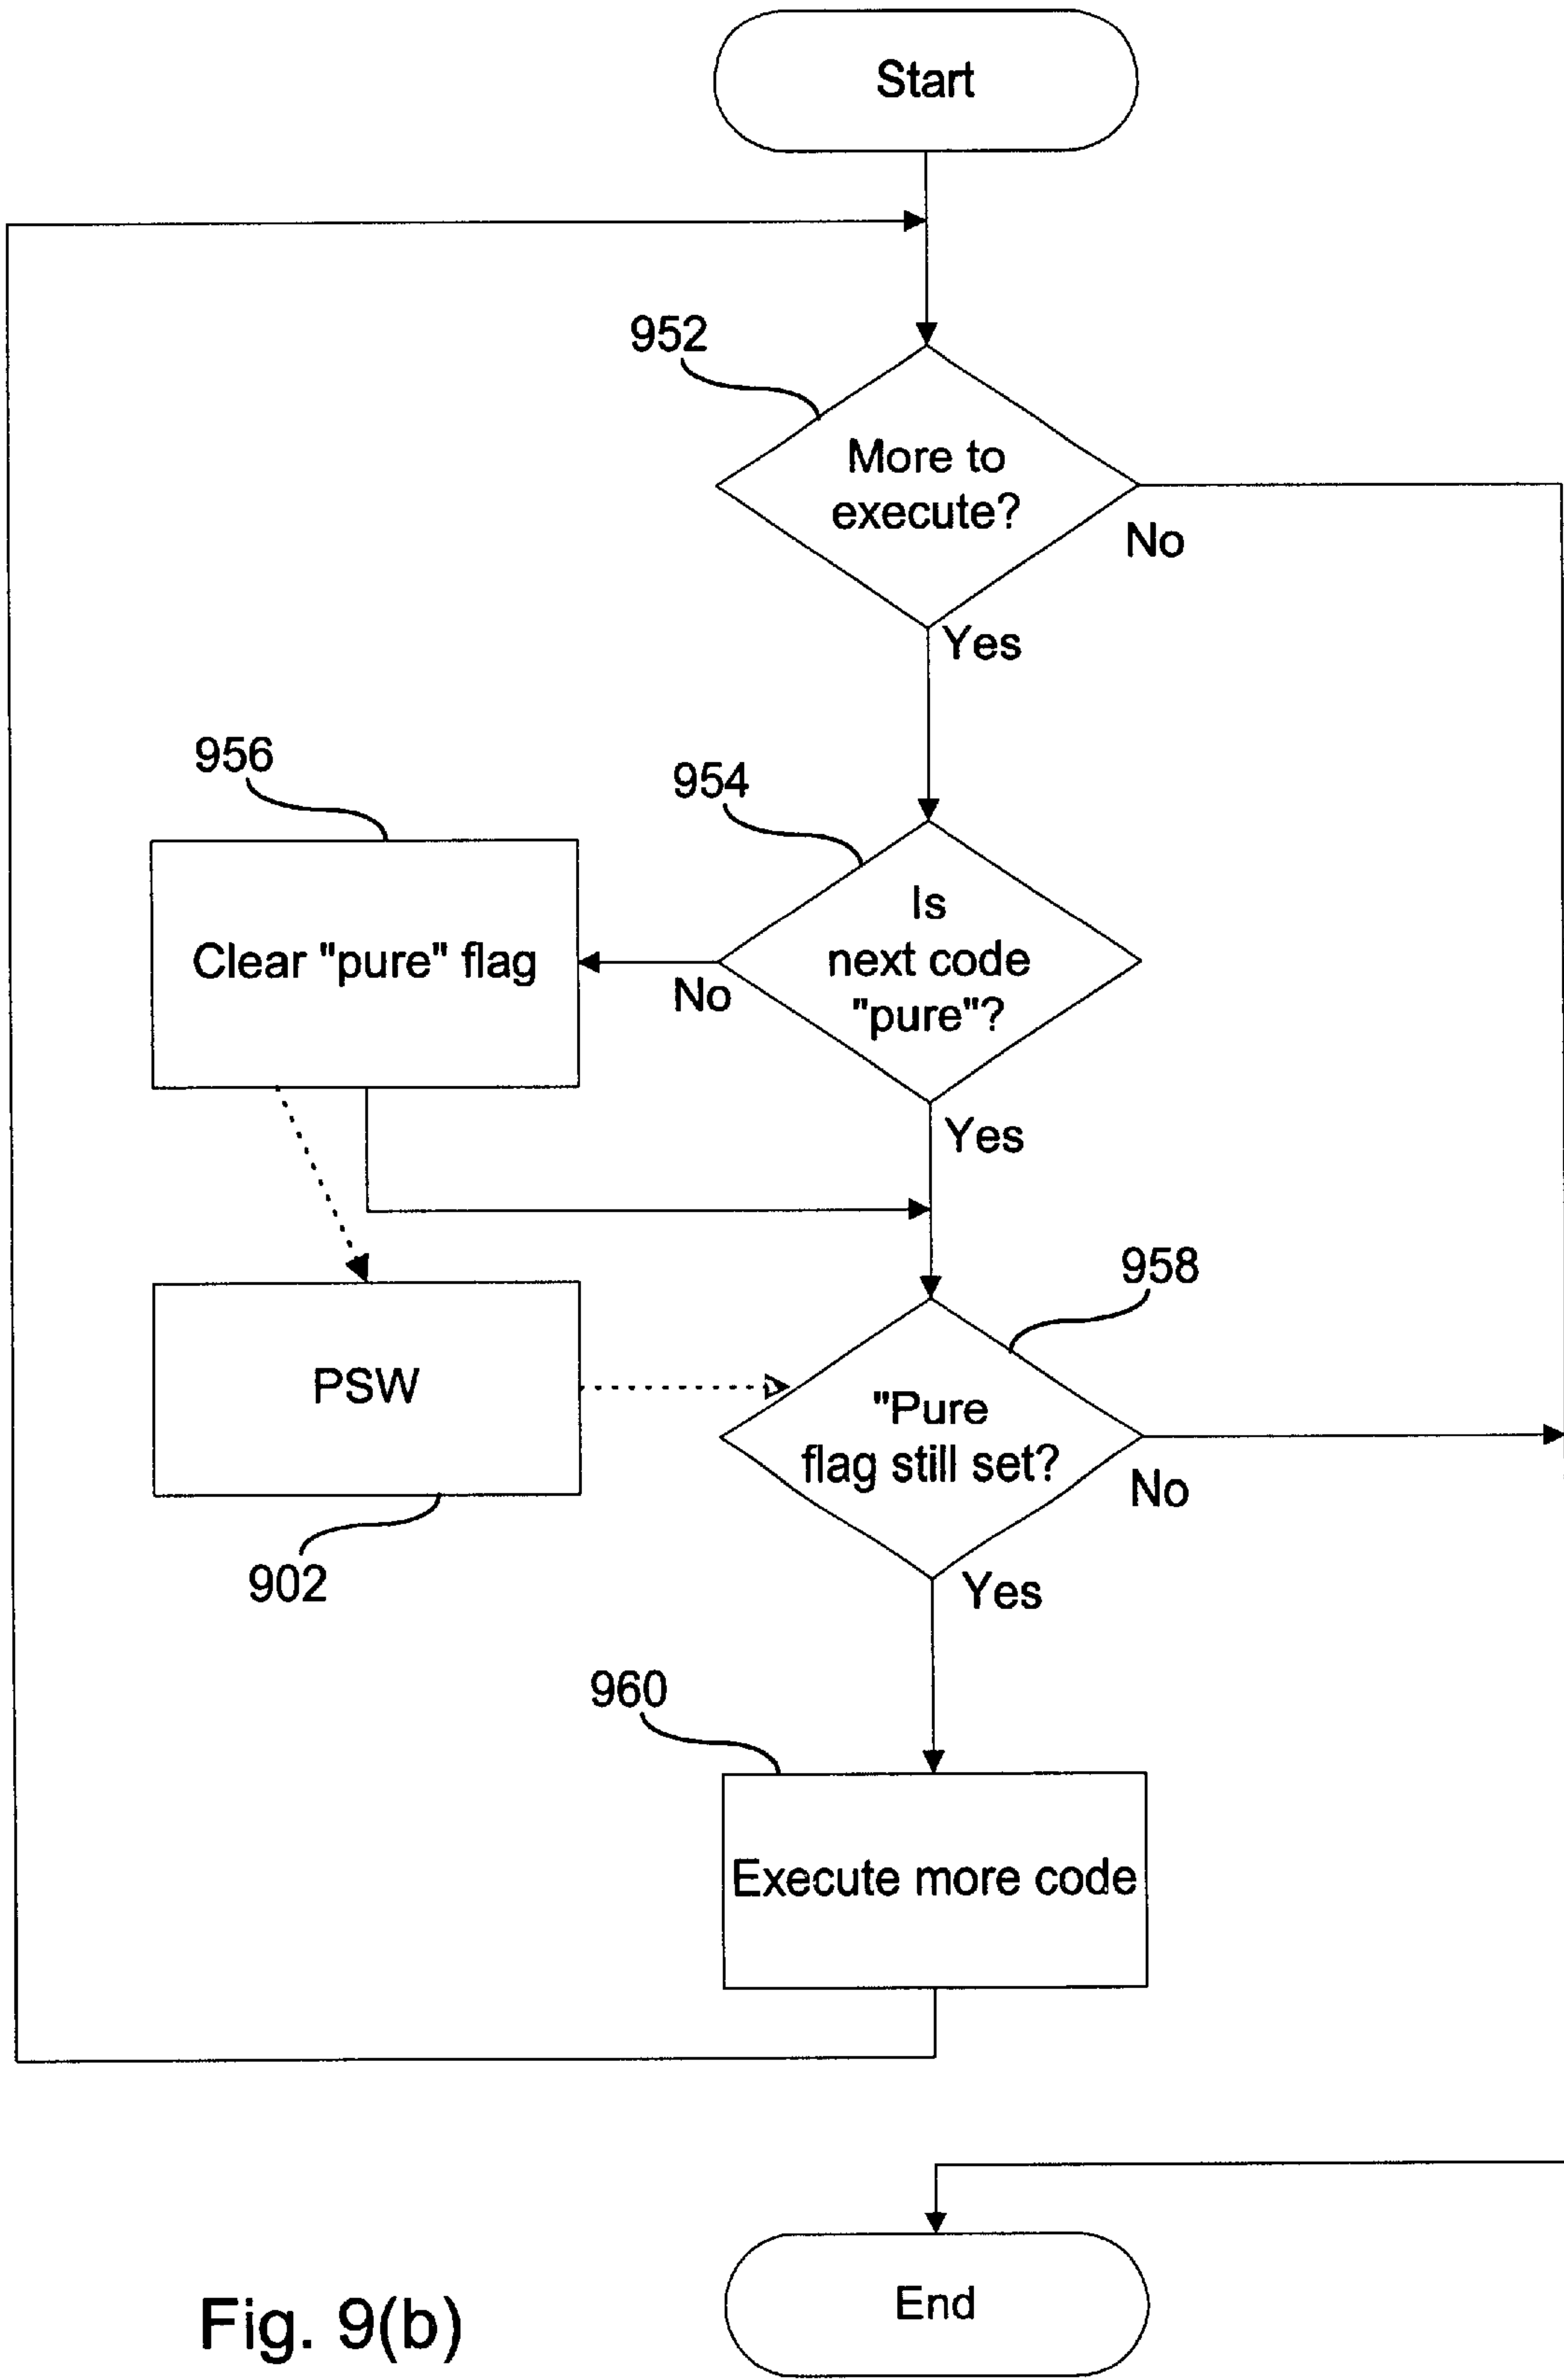 Start
952
More to
execute?
No
Yes
956
954
Clear "pure" flag
Is
next code
"pure"?
No
Yes
958
PSW
"Pure
flag still set?
No
902
Yes
960
Execute more code
End
Fig. 9(b)